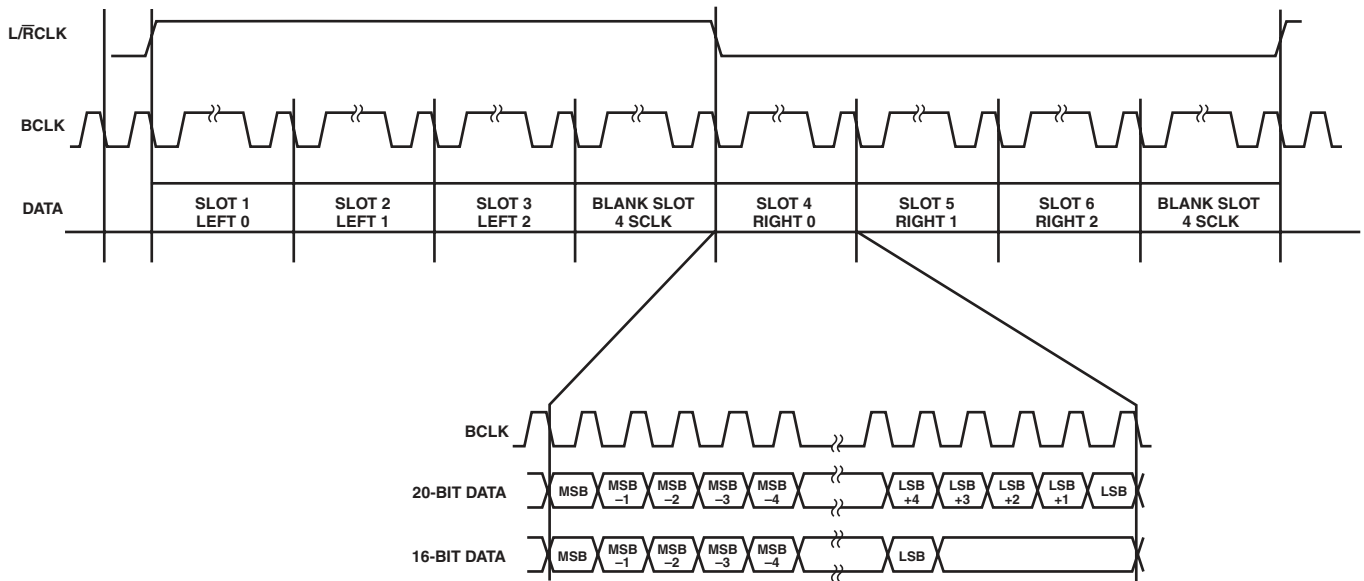 L/R̅CLK
BCLK
DATA
SLOT 1
LEFT 0
SLOT 2
LEFT 1
SLOT 3
LEFT 2
BLANK SLOT
4 SCLK
SLOT 4
RIGHT 0
SLOT 5
RIGHT 1
SLOT 6
RIGHT 2
BLANK SLOT
4 SCLK
BCLK
20-BIT DATA
MSB
MSB
–1
MSB
–2
MSB
–3
MSB
–4
LSB
+4
LSB
+3
LSB
+2
LSB
+1
LSB
16-BIT DATA
MSB
MSB
–1
MSB
–2
MSB
–3
MSB
–4
LSB